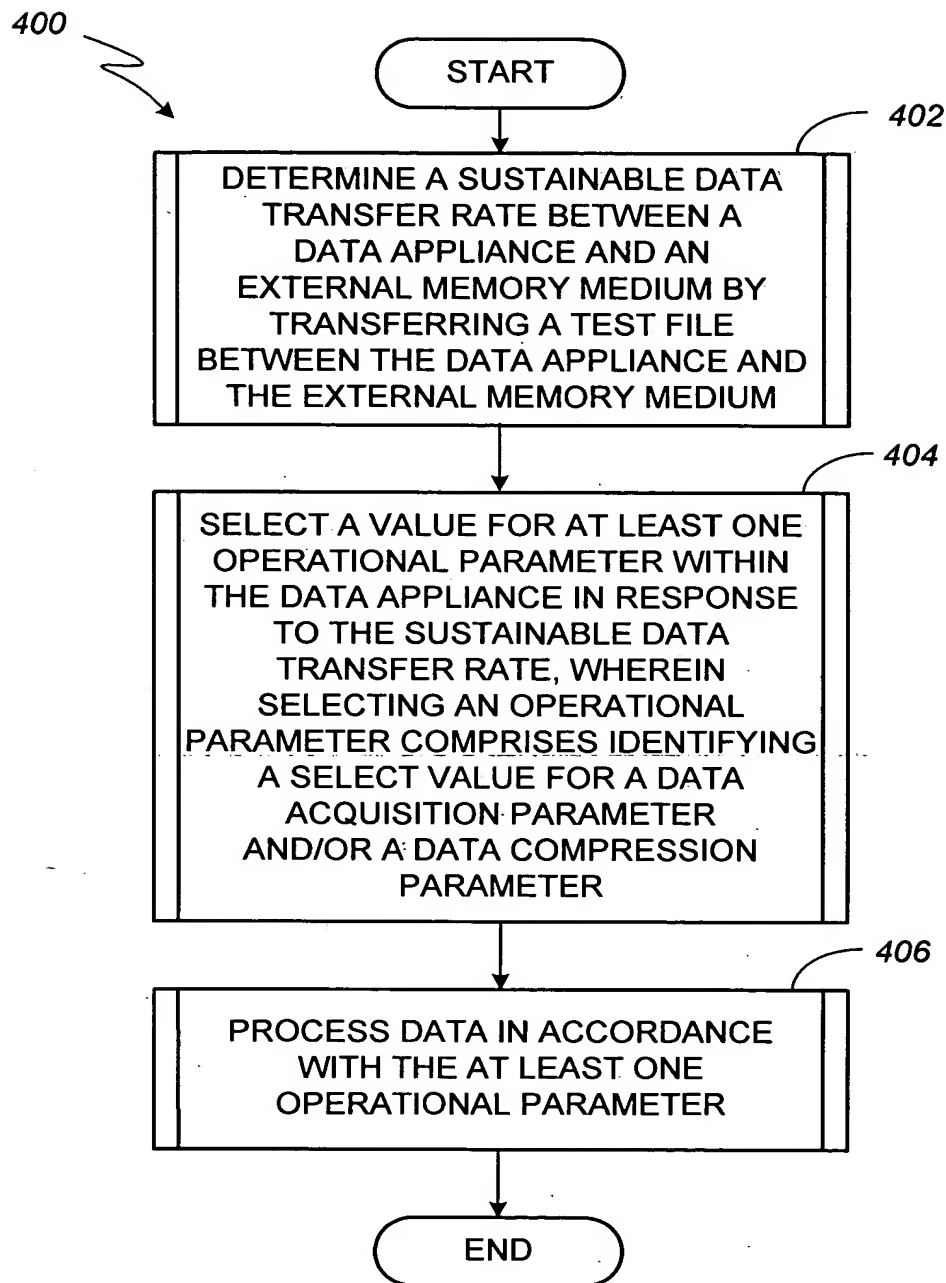 400
START
402
DETERMINE A SUSTAINABLE DATA
TRANSFER RATE BETWEEN A
DATA APPLIANCE AND AN
EXTERNAL MEMORY MEDIUM BY
TRANSFERRING A TEST FILE
BETWEEN THE DATA APPLIANCE AND
THE EXTERNAL MEMORY MEDIUM
404
SELECT A VALUE FOR AT LEAST ONE
OPERATIONAL PARAMETER WITHIN
THE DATA APPLIANCE IN RESPONSE
TO THE SUSTAINABLE DATA
TRANSFER RATE, WHEREIN
SELECTING AN OPERATIONAL
PARAMETER COMPRISES IDENTIFYING
A SELECT VALUE FOR A DATA
ACQUISITION PARAMETER
AND/OR A DATA COMPRESSION
PARAMETER
406
PROCESS DATA IN ACCORDANCE
WITH THE AT LEAST ONE
OPERATIONAL PARAMETER
END